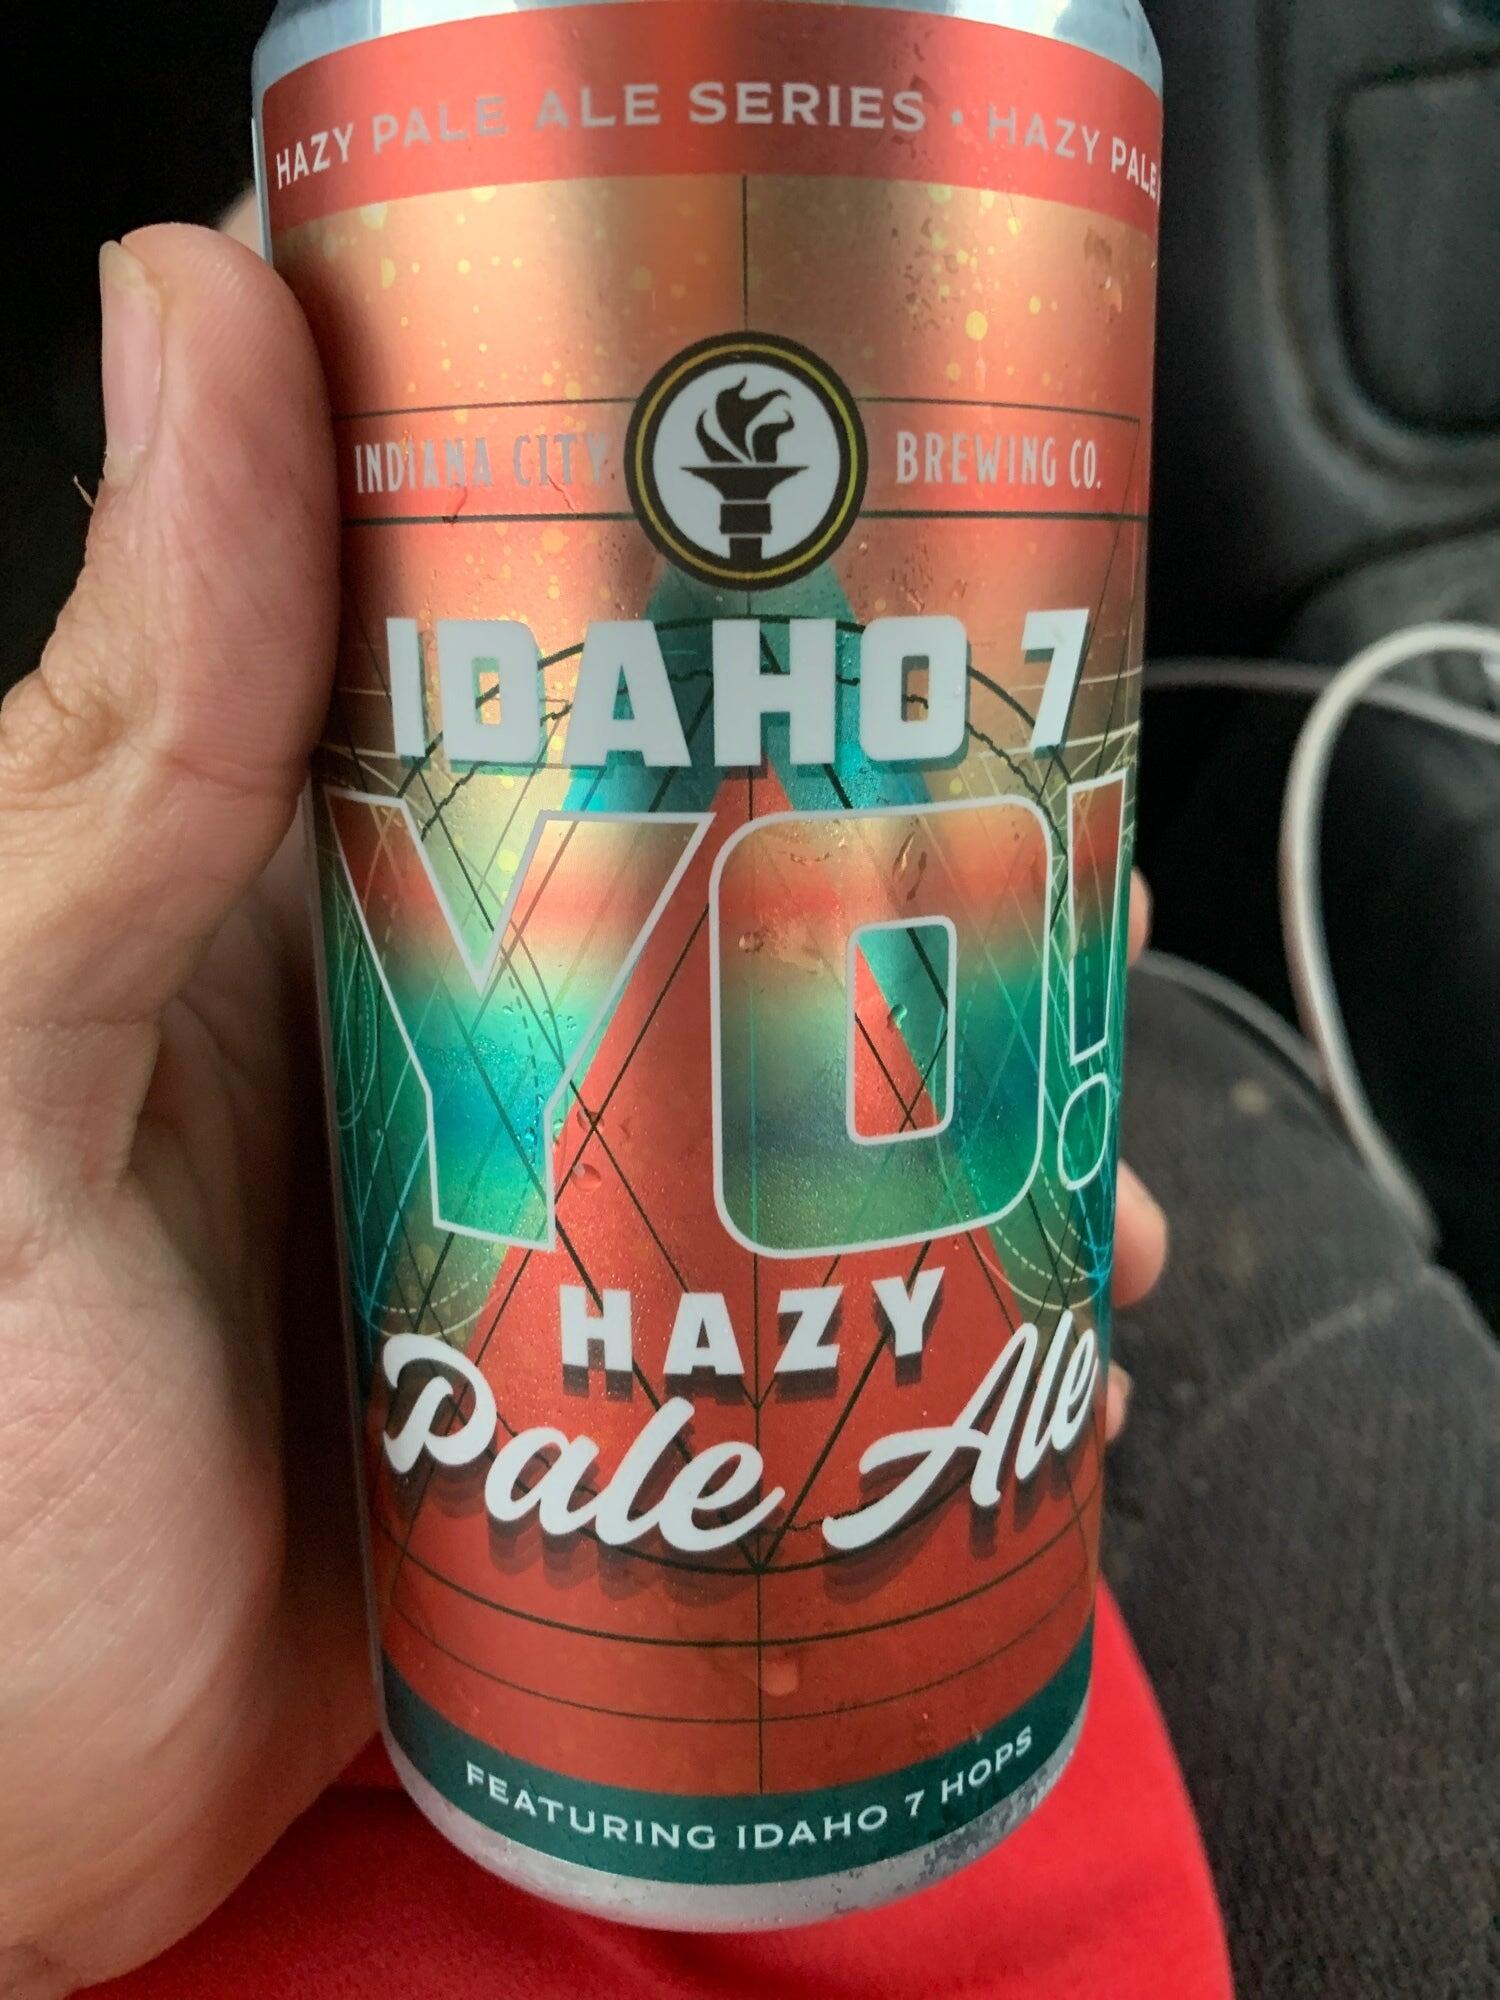 HAZY PALE ALE SERIES • HAZY PALE
INDIANA CITY BREWING CO.
IDAHO 7
YO!
HAZY
Pale Ale
FEATURING IDAHO 7 HOPS